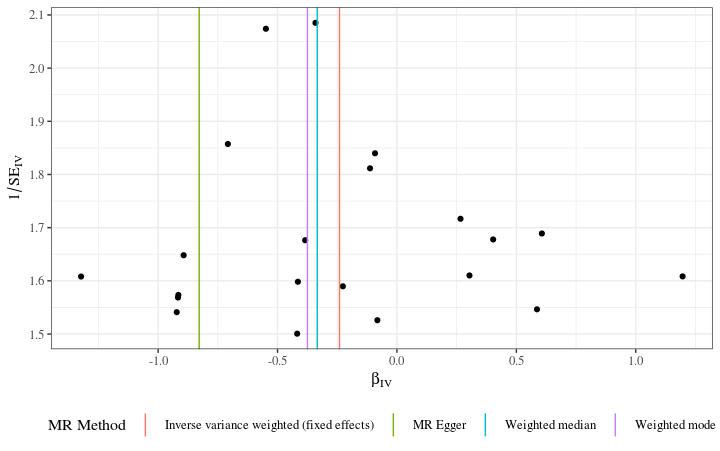 2.1
2.0
1.9
1.8
1.7
1.6
1.5
1/SE_IV
-1.0 -0.5 0.0 0.5 1.0
β_IV
MR Method Inverse variance weighted (fixed effects) MR Egger Weighted median Weighted mode